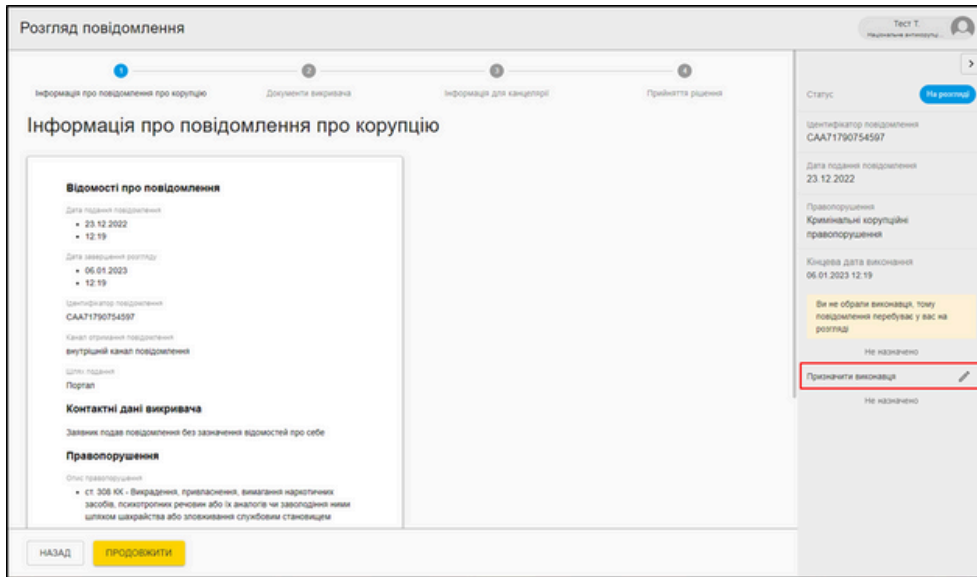 Розгляд повідомлення
Тест Т.
Національне антикорупц...
1
2
3
4
Інформація про повідомлення про корупцію
Документи викривача
Інформація для канцелярії
Прийняття рішення
Інформація про повідомлення про корупцію
Відомості про повідомлення
Дата подання повідомлення
• 23.12.2022
• 12:19
Дата завершення розгляду
• 06.01.2023
• 12:19
Ідентифікатор повідомлення
CAA71790754597
Канал отримання повідомлення
внутрішній канал повідомлення
Шлях подання
Портал
Контактні дані викривача
Заявник подав повідомлення без зазначення відомостей про себе
Правопорушення
Опис правопорушення
• ст. 308 КК - Викрадення, привласнення, вимагання наркотичних
засобів, психотропних речовин або їх аналогів чи заволодіння ними
шляхом шахрайства або зловживання службовим становищем
НАЗАД
ПРОДОВЖИТИ
Статус
На розгляді
Ідентифікатор повідомлення
CAA71790754597
Дата подання повідомлення
23.12.2022
Правопорушення
Кримінальні корупційні
правопорушення
Кінцева дата виконання
06.01.2023 12:19
Ви не обрали виконавця, тому
повідомлення перебуває у вас на
розгляді
Не назначено
Призначити виконавця
Не назначено